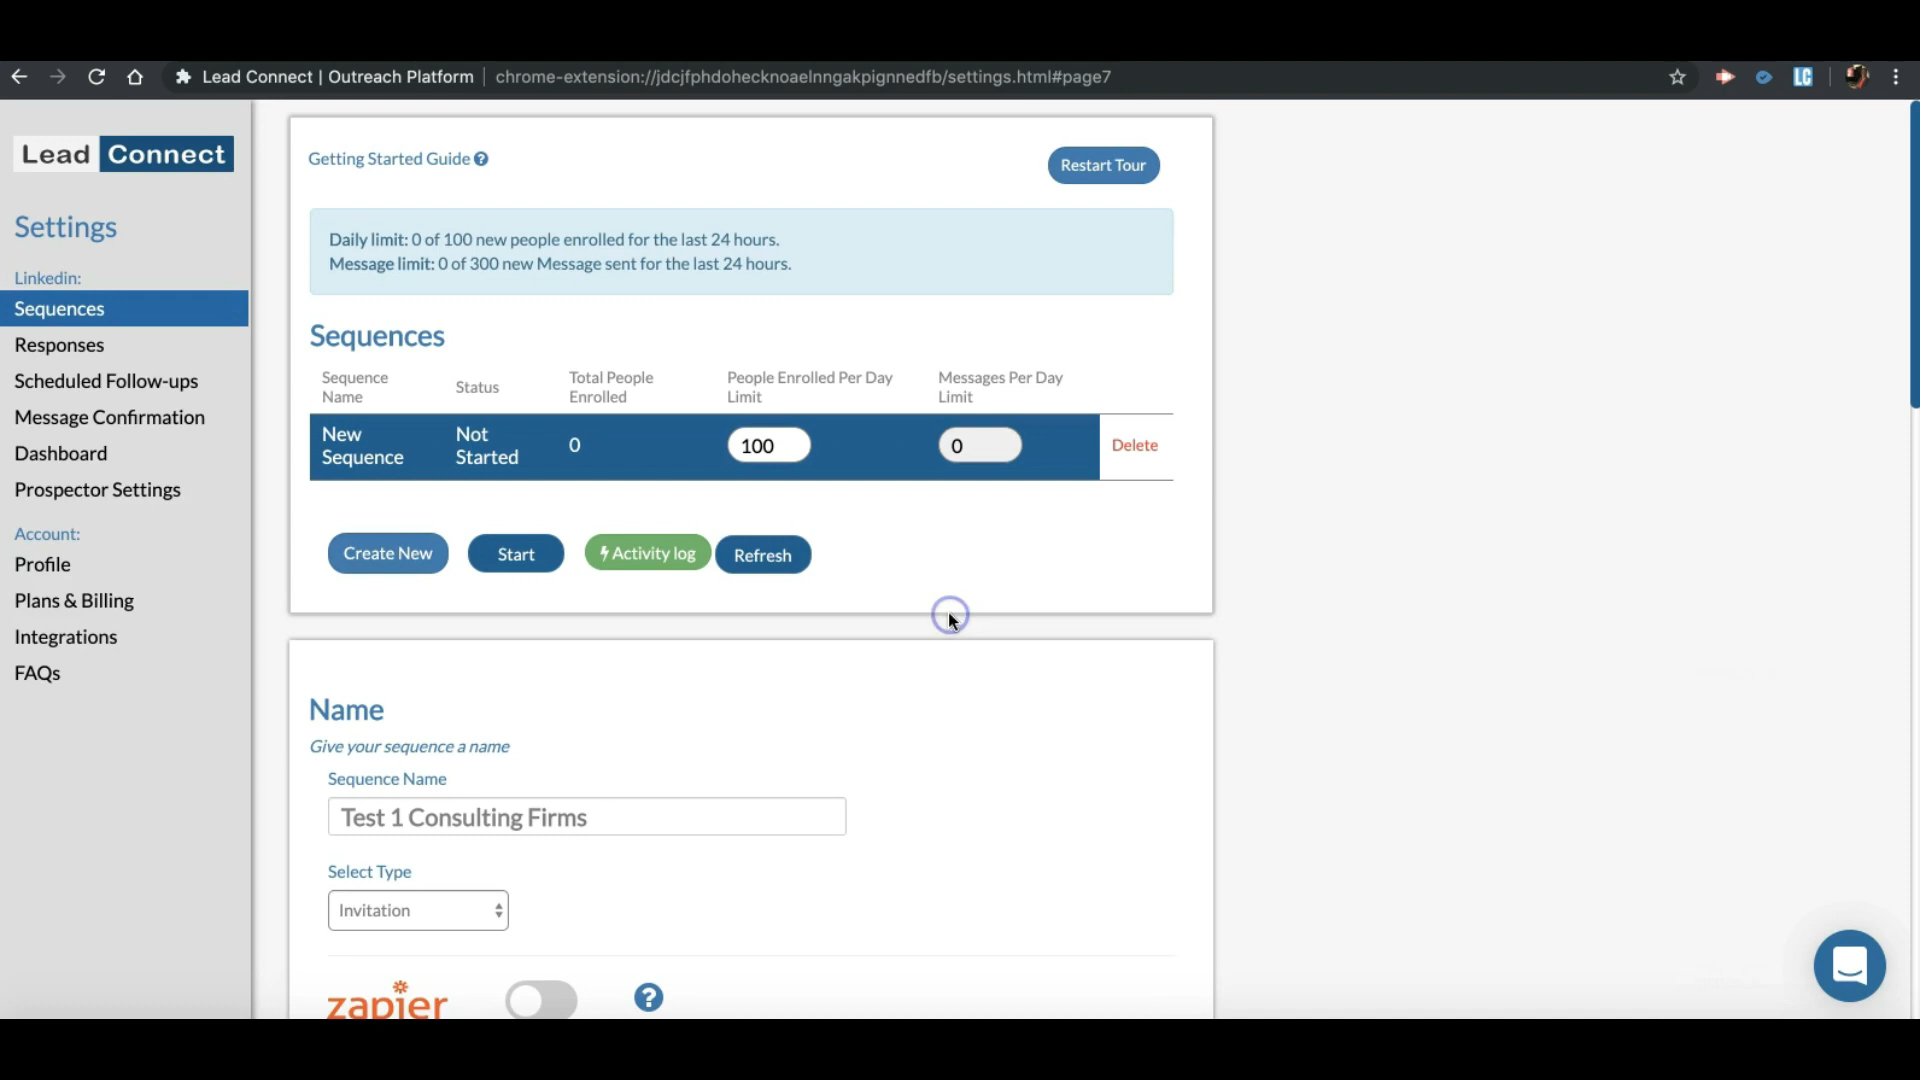 Lead Connect | Outreach Platform | chrome-extension://jdcjfphdohecknoaelnngakpignnedfb/settings.html#page7
LC
Lead Connect
Settings
Linkedin:
Sequences
Responses
Scheduled Follow-ups
Message Confirmation
Dashboard
Prospector Settings
Account:
Profile
Plans & Billing
Integrations
FAQs
Getting Started Guide ?
Restart Tour
Daily limit: 0 of 100 new people enrolled for the last 24 hours.
Message limit: 0 of 300 new Message sent for the last 24 hours.
Sequences
Sequence Name
Status
Total People Enrolled
People Enrolled Per Day Limit
Messages Per Day Limit
New Sequence
Not Started
0
100
0
Delete
Create New
Start
Activity log
Refresh
Name
Give your sequence a name
Sequence Name
Test 1 Consulting Firms
Select Type
Invitation
zapier
?